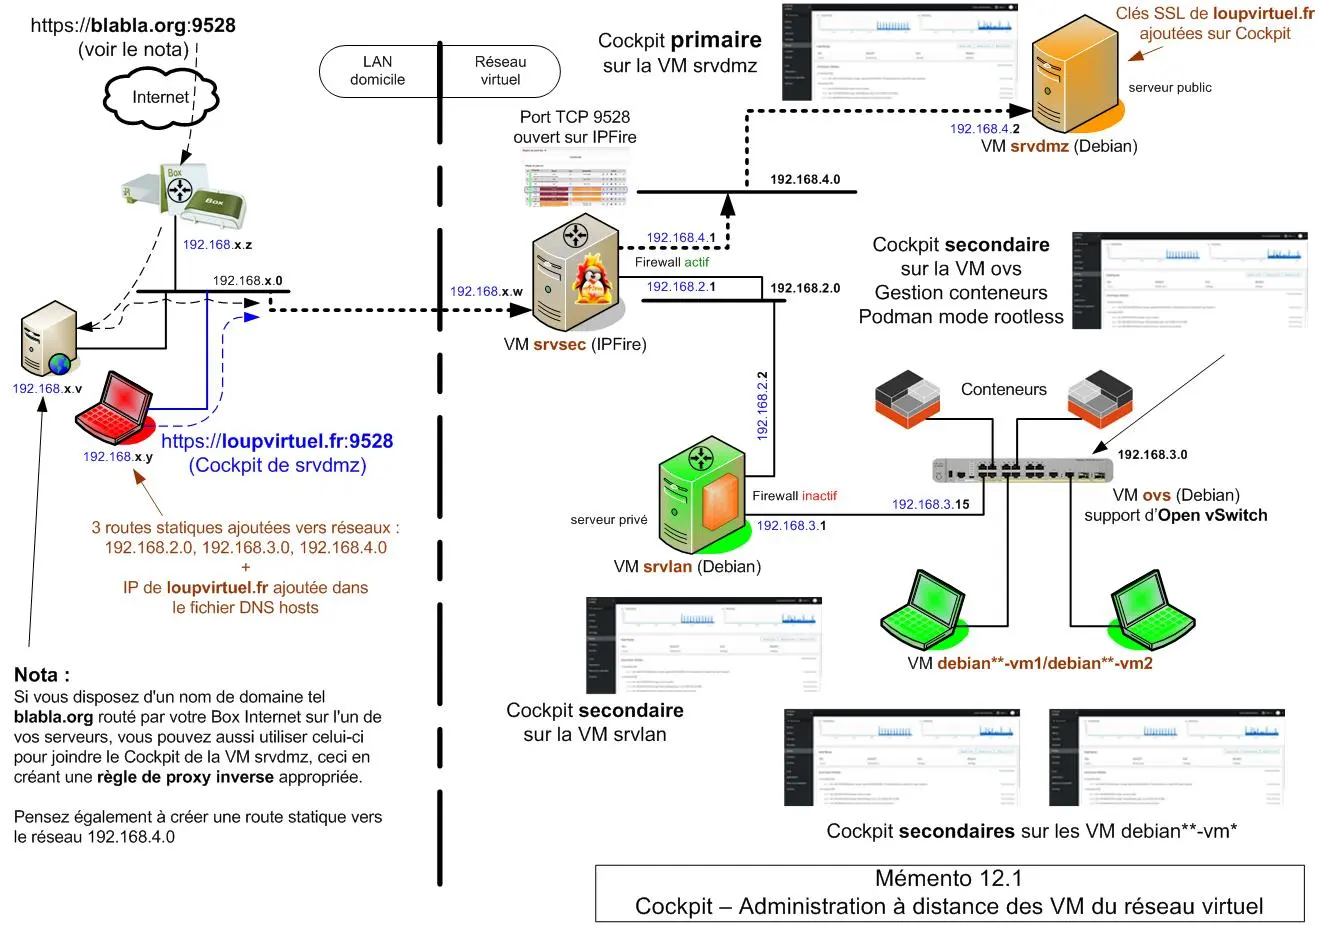 https://blabla.org:9528
(voir le nota)
Internet
Box
Box
192.168.x.z
192.168.x.0
192.168.x.v
192.168.x.y
https://loupvirtuel.fr:9528
(Cockpit de srvdmz)
3 routes statiques ajoutées vers réseaux :
192.168.2.0, 192.168.3.0, 192.168.4.0
+
IP de loupvirtuel.fr ajoutée dans
le fichier DNS hosts
Nota :
Si vous disposez d'un nom de domaine tel
blabla.org routé par votre Box Internet sur l'un de
vos serveurs, vous pouvez aussi utiliser celui-ci
pour joindre le Cockpit de la VM srvdmz, ceci en
créant une règle de proxy inverse appropriée.
Pensez également à créer une route statique vers
le réseau 192.168.4.0
LAN
domicile
Réseau
virtuel
Cockpit primaire
sur la VM srvdmz
Clés SSL de loupvirtuel.fr
ajoutées sur Cockpit
serveur public
192.168.4.2
VM srvdmz (Debian)
Port TCP 9528
ouvert sur IPFire
192.168.4.0
192.168.4.1
Firewall actif
192.168.2.1
192.168.2.0
192.168.x.w
VM srvsec (IPFire)
Cockpit secondaire
sur la VM ovs
Gestion conteneurs
Podman mode rootless
192.168.2.2
Conteneurs
192.168.3.0
VM ovs (Debian)
support d'Open vSwitch
Firewall inactif
192.168.3.15
serveur privé
192.168.3.1
VM srvlan (Debian)
VM debian**-vm1/debian**-vm2
Cockpit secondaire
sur la VM srvlan
Cockpit secondaires sur les VM debian**-vm*
Mémento 12.1
Cockpit – Administration à distance des VM du réseau virtuel